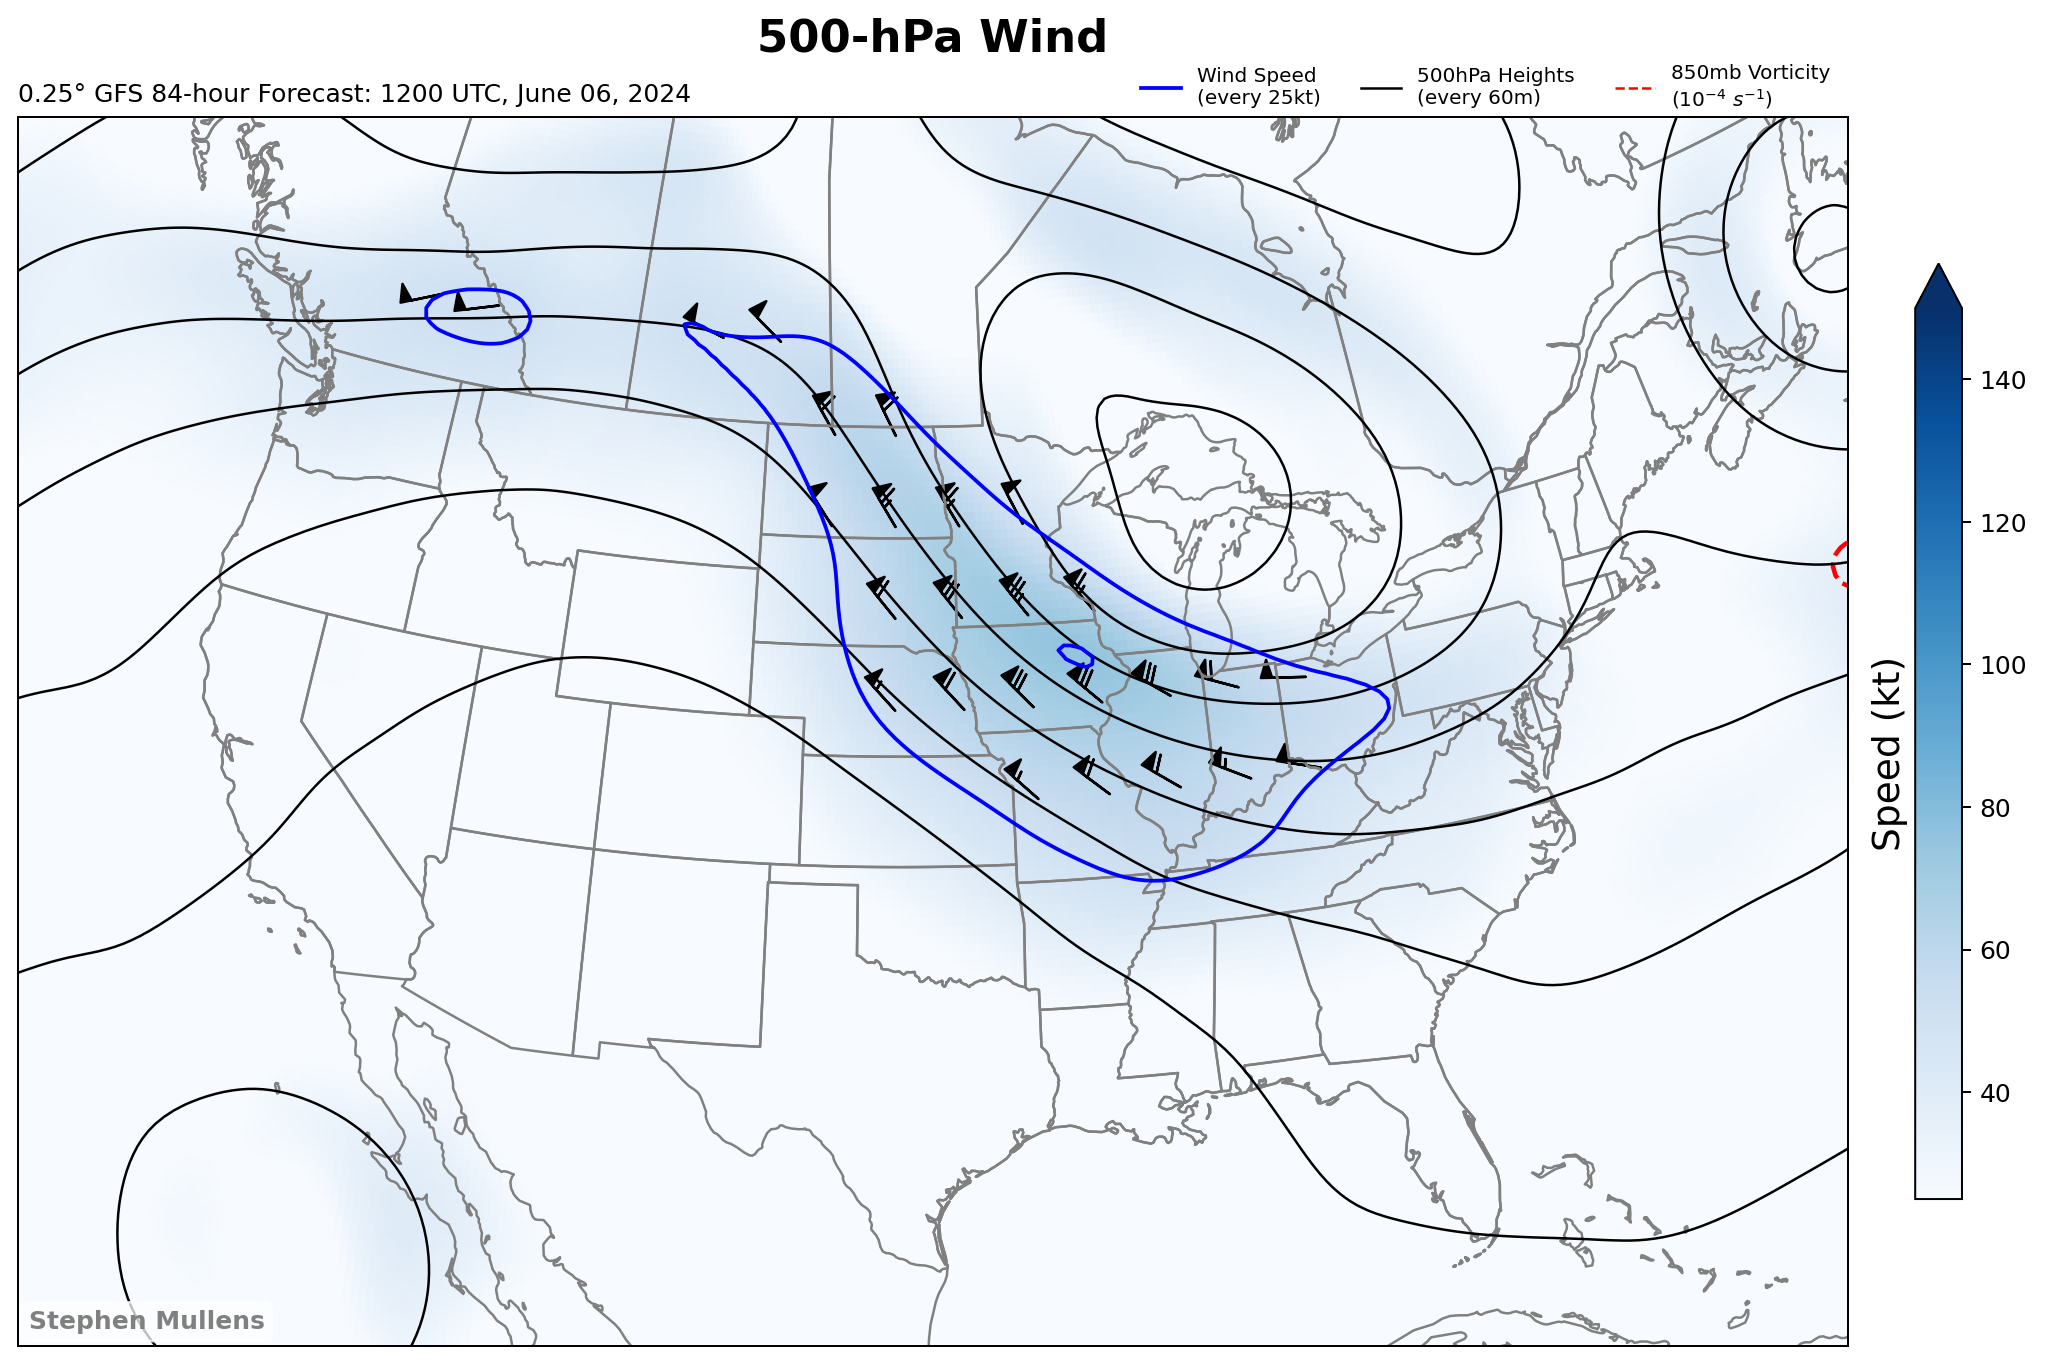 500-hPa Wind
0.25° GFS 84-hour Forecast: 1200 UTC, June 06, 2024
Wind Speed
(every 25kt)
500hPa Heights
(every 60m)
850mb Vorticity
(10⁻⁴ s⁻¹)
140
120
100
80
60
40
Speed (kt)
Stephen Mullens